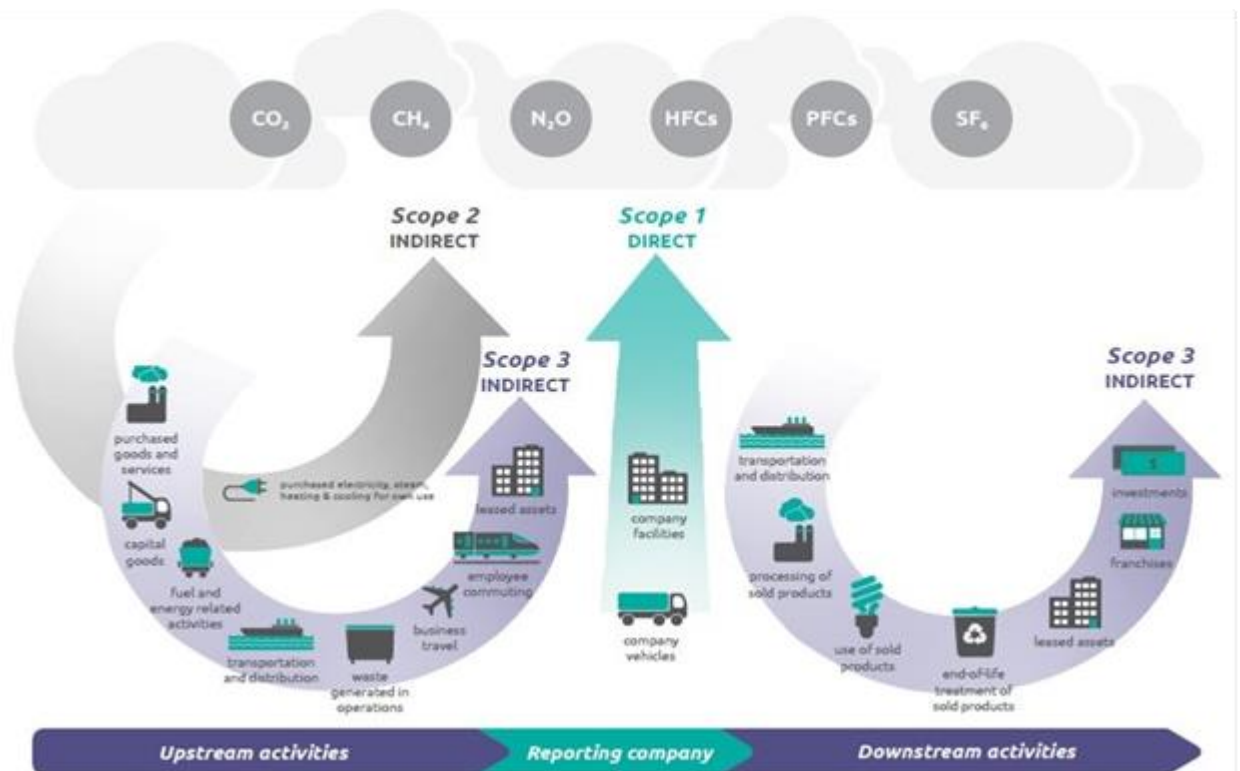 CO₂
CH₄
N₂O
HFCs
PFCs
SF₆
Scope 2
INDIRECT
Scope 1
DIRECT
Scope 3
INDIRECT
Scope 3
INDIRECT
purchased
goods and
services
purchased electricity, steam,
heating & cooling for own use
capital
goods
fuel and
energy related
activities
transportation
and distribution
waste
generated in
operations
business
travel
employee
commuting
leased assets
company
facilities
company
vehicles
transportation
and distribution
processing of
sold products
use of sold
products
end-of-life
treatment of
sold products
leased assets
franchises
investments
$
Upstream activities
Reporting company
Downstream activities